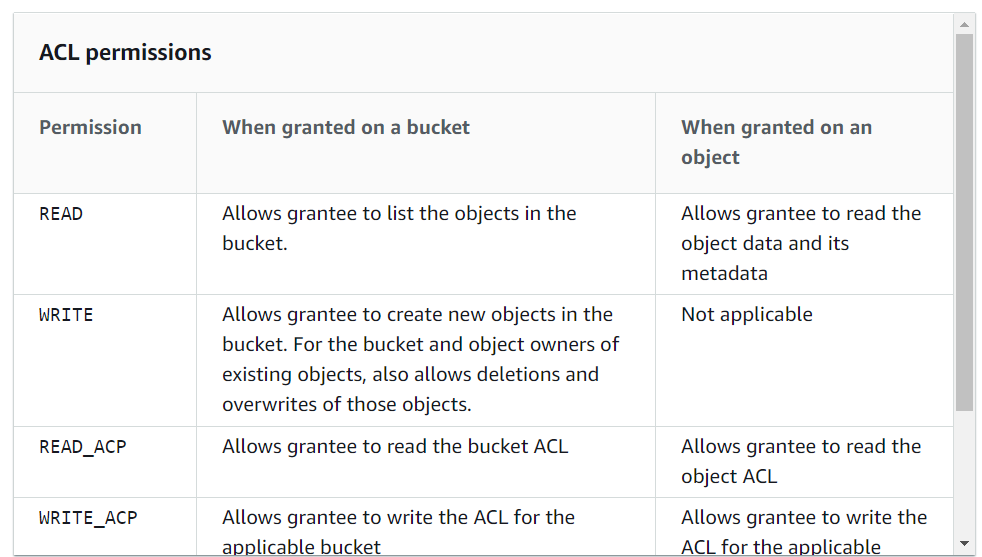 ACL permissions
Permission
When granted on a bucket
When granted on an
object
READ
Allows grantee to list the objects in the
bucket.
Allows grantee to read the
object data and its
metadata
WRITE
Allows grantee to create new objects in the
bucket. For the bucket and object owners of
existing objects, also allows deletions and
overwrites of those objects.
Not applicable
READ_ACP
Allows grantee to read the bucket ACL
Allows grantee to read the
object ACL
WRITE_ACP
Allows grantee to write the ACL for the
applicable bucket
Allows grantee to write the
ACL for the applicable